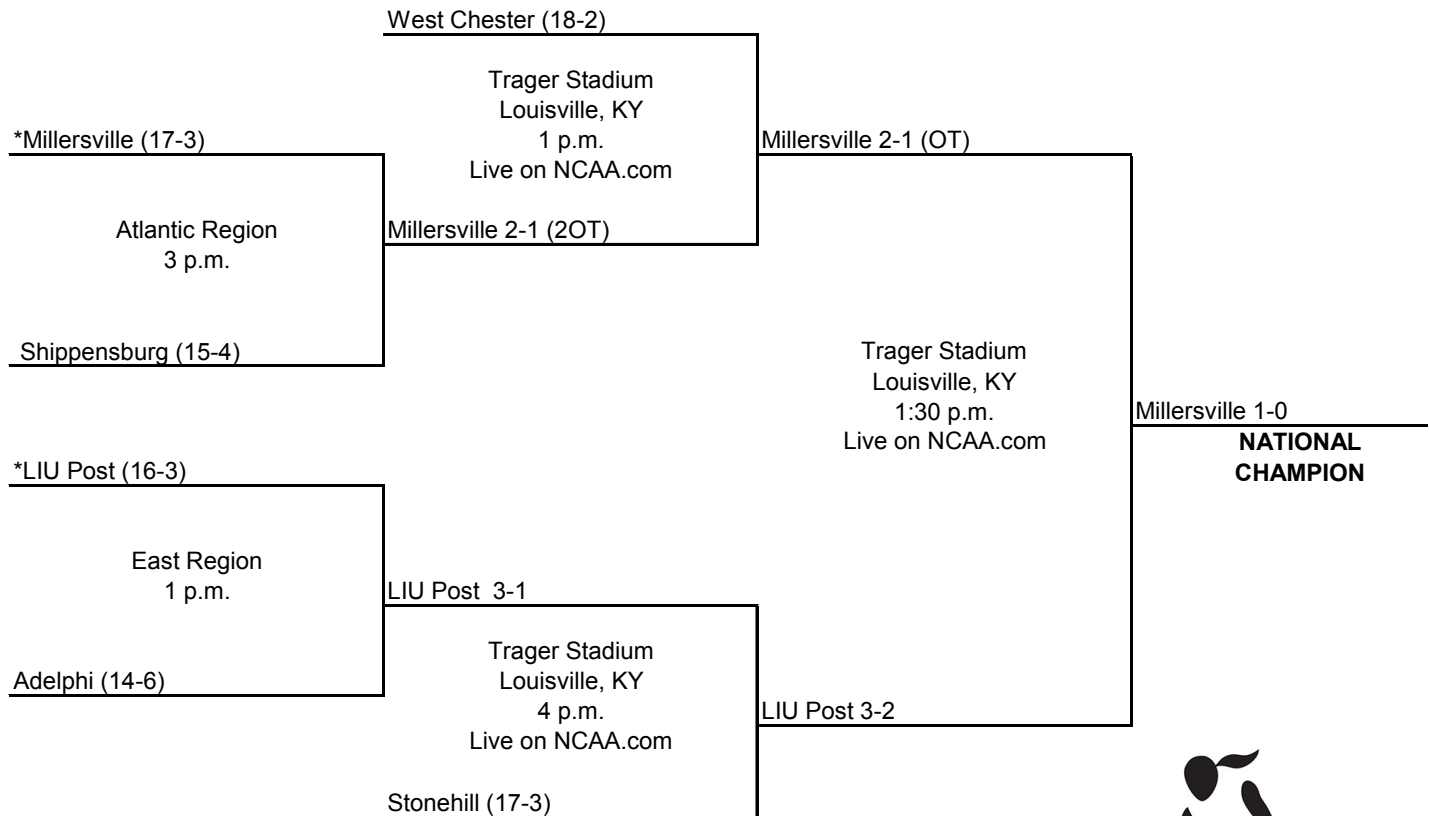 West Chester (18-2)
Trager Stadium
Louisville, KY
1 p.m.
Live on NCAA.com
*Millersville (17-3)
Millersville 2-1 (OT)
Atlantic Region
3 p.m.
Millersville 2-1 (2OT)
Shippensburg (15-4)
Trager Stadium
Louisville, KY
1:30 p.m.
Live on NCAA.com
Millersville 1-0
NATIONAL
CHAMPION
*LIU Post (16-3)
East Region
1 p.m.
LIU Post 3-1
Adelphi (14-6)
Trager Stadium
Louisville, KY
4 p.m.
Live on NCAA.com
LIU Post 3-2
Stonehill (17-3)